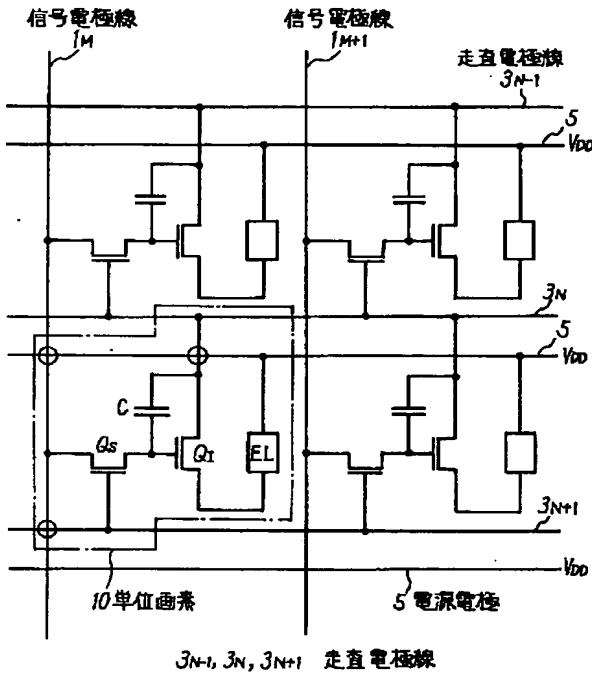 信号電極線
1M
信号電極線
1M+1
走査電極線
3N-1
5
VDD
3N
5
VDD
C
QS
QI
EL
3N+1
VDD
10単位画素
5電源電極
3N-1, 3N, 3N+1 走査電極線